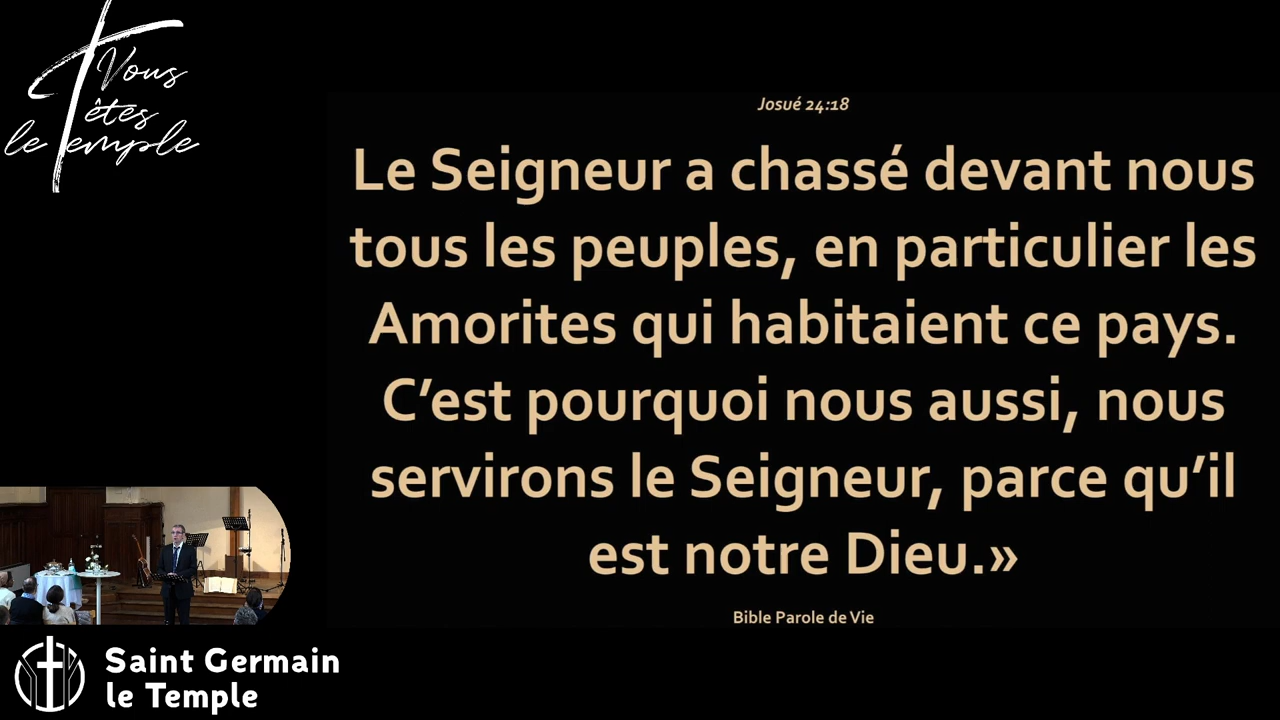 Vous
êtes
le Temple
Josué 24:18
Le Seigneur a chassé devant nous
tous les peuples, en particulier les
Amorites qui habitaient ce pays.
C’est pourquoi nous aussi, nous
servirons le Seigneur, parce qu’il
est notre Dieu.»
Bible Parole de Vie
Saint Germain
le Temple